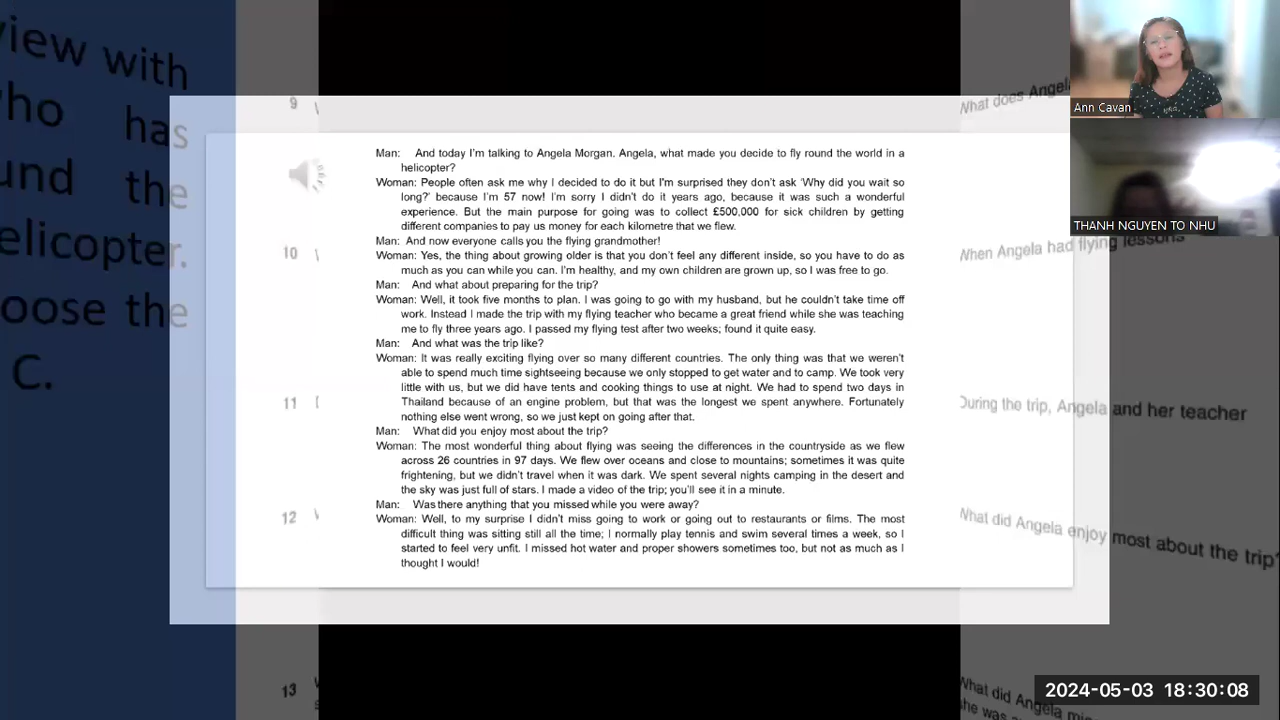 view with
who has
und the
elicopter.
oose the
C.
9
What does Angela
Ann Cavan
THANH NGUYEN TO NHU
Man: And today I'm talking to Angela Morgan. Angela, what made you decide to fly round the world in a
helicopter?
Woman: People often ask me why I decided to do it but I'm surprised they don't ask 'Why did you wait so
long?' because I'm 57 now! I'm sorry I didn't do it years ago, because it was such a wonderful
experience. But the main purpose for going was to collect £500,000 for sick children by getting
different companies to pay us money for each kilometre that we flew.
Man: And now everyone calls you the flying grandmother!
Woman: Yes, the thing about growing older is that you don't feel any different inside, so you have to do as
much as you can while you can. I'm healthy, and my own children are grown up, so I was free to go.
Man: And what about preparing for the trip?
Woman: Well, it took five months to plan. I was going to go with my husband, but he couldn't take time off
work. Instead I made the trip with my flying teacher who became a great friend while she was teaching
me to fly three years ago. I passed my flying test after two weeks; found it quite easy.
Man: And what was the trip like?
Woman: It was really exciting flying over so many different countries. The only thing was that we weren't
able to spend much time sightseeing because we only stopped to get water and to camp. We took very
little with us, but we did have tents and cooking things to use at night. We had to spend two days in
Thailand because of an engine problem, but that was the longest we spent anywhere. Fortunately
nothing else went wrong, so we just kept on going after that.
Man: What did you enjoy most about the trip?
Woman: The most wonderful thing about flying was seeing the differences in the countryside as we flew
across 26 countries in 97 days. We flew over oceans and close to mountains; sometimes it was quite
frightening, but we didn't travel when it was dark. We spent several nights camping in the desert and
the sky was just full of stars. I made a video of the trip; you'll see it in a minute.
Man: Was there anything that you missed while you were away?
Woman: Well, to my surprise I didn't miss going to work or going out to restaurants or films. The most
difficult thing was sitting still all the time; I normally play tennis and swim several times a week, so I
started to feel very unfit. I missed hot water and proper showers sometimes too, but not as much as I
thought I would!
10
When Angela had flying lessons
11
During the trip, Angela and her teacher
12
What did Angela enjoy most about the trip?
13
What did Angela
she was
2024-05-03 18:30:08